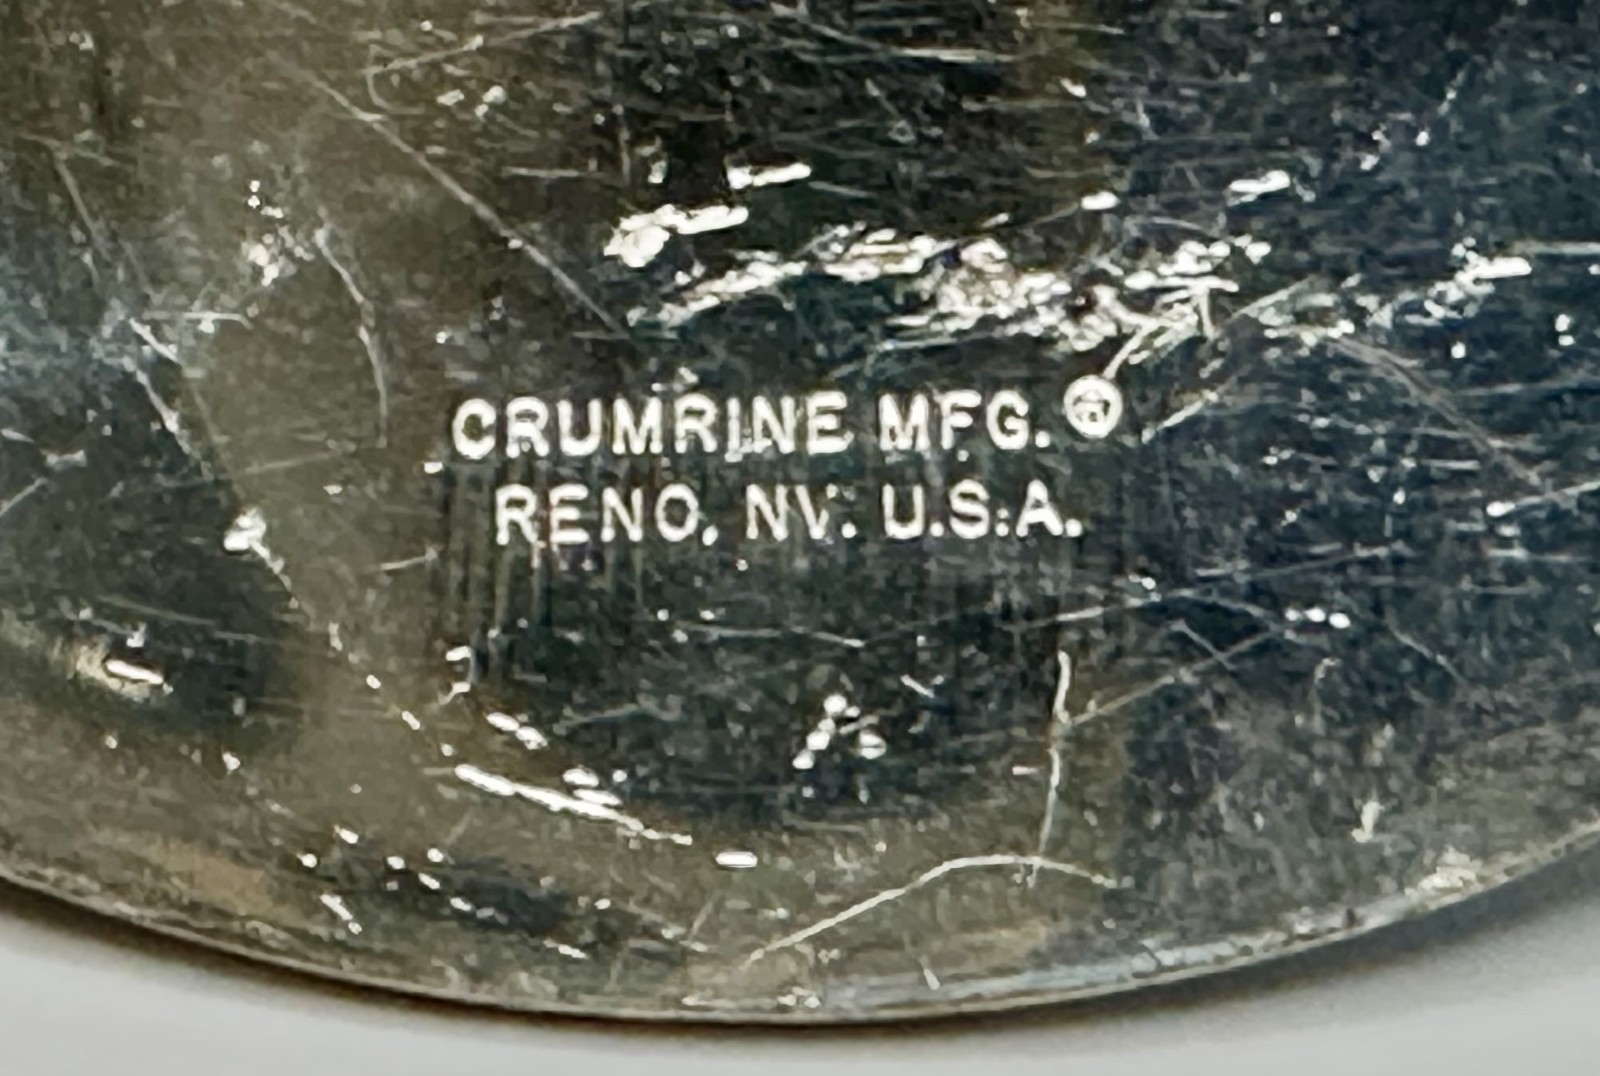 CRUMRINE MFG. ®
RENO, NV. U.S.A.